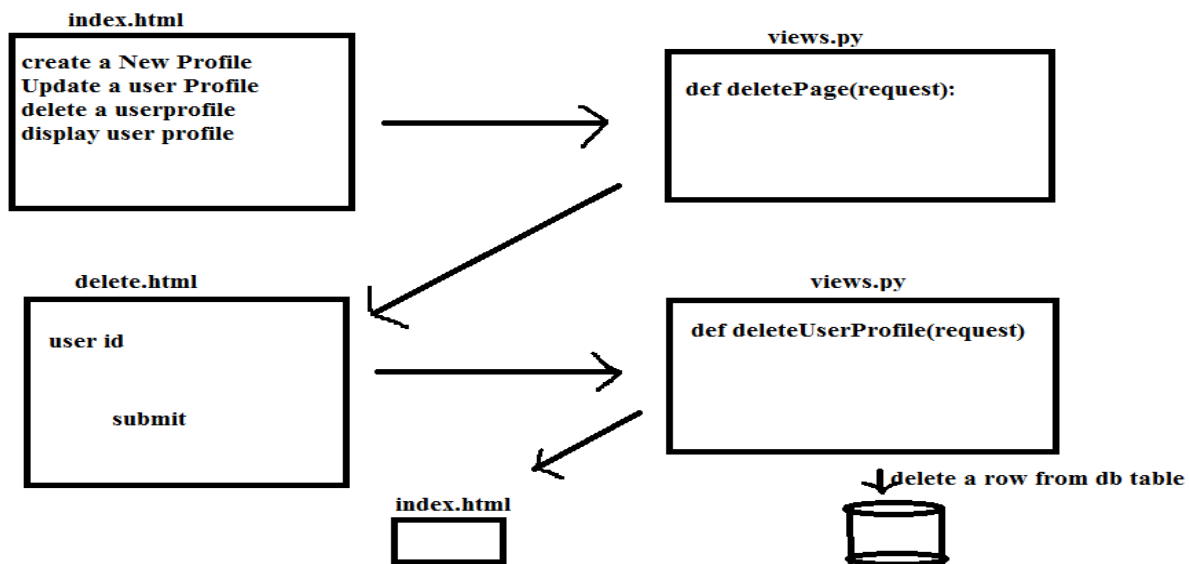 index.html
create a New Profile
Update a user Profile
delete a userprofile
display user profile
views.py
def deletePage(request):
delete.html
user id
submit
views.py
def deleteUserProfile(request)
index.html
delete a row from db table